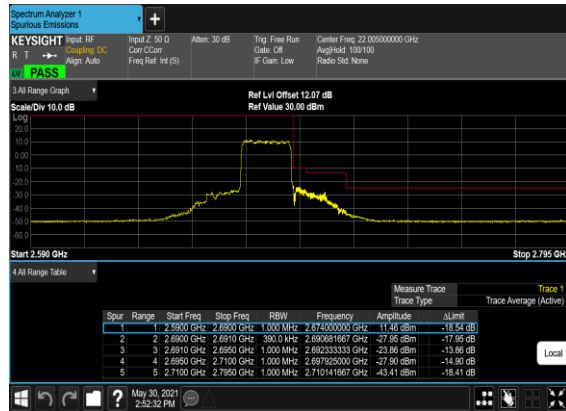 Spectrum Analyzer 1
Spurious Emissions
KEYSIGHT Input: RF Input Z: 50 Ω Atten: 30 dB Trig: Free Run Center Freq: 22.005000000 GHz
R T Coupling: DC Corr CCorr Gate: Off Avg|Hold: 100/100
Align: Auto Freq Ref: Int (S) IF Gain: Low Radio Std: None
PASS
3 All Range Graph
Ref Lvl Offset 12.07 dB
Scale/Div 10.0 dB Ref Value 30.00 dBm
Log
20.0
10.0
0.00
-10.0
-20.0
-30.0
-40.0
-50.0
-60.0
Start 2.590 GHz Stop 2.795 GHz
4 All Range Table
Measure Trace Trace 1
Trace Type Trace Average (Active)
Spur Range Start Freq Stop Freq RBW Frequency Amplitude ΔLimit
1 1 2.5900 GHz 2.6900 GHz 1.000 MHz 2.674000000 GHz 11.46 dBm -18.54 dB
2 2 2.6900 GHz 2.6910 GHz 390.0 kHz 2.690681667 GHz -27.95 dBm -17.95 dB
3 3 2.6910 GHz 2.6950 GHz 1.000 MHz 2.692333333 GHz -23.86 dBm -13.86 dB
4 4 2.6950 GHz 2.7100 GHz 1.000 MHz 2.697925000 GHz -27.90 dBm -14.90 dB
5 5 2.7100 GHz 2.7950 GHz 1.000 MHz 2.710141667 GHz -43.41 dBm -18.41 dB
Local
May 30, 2021
2:52:32 PM